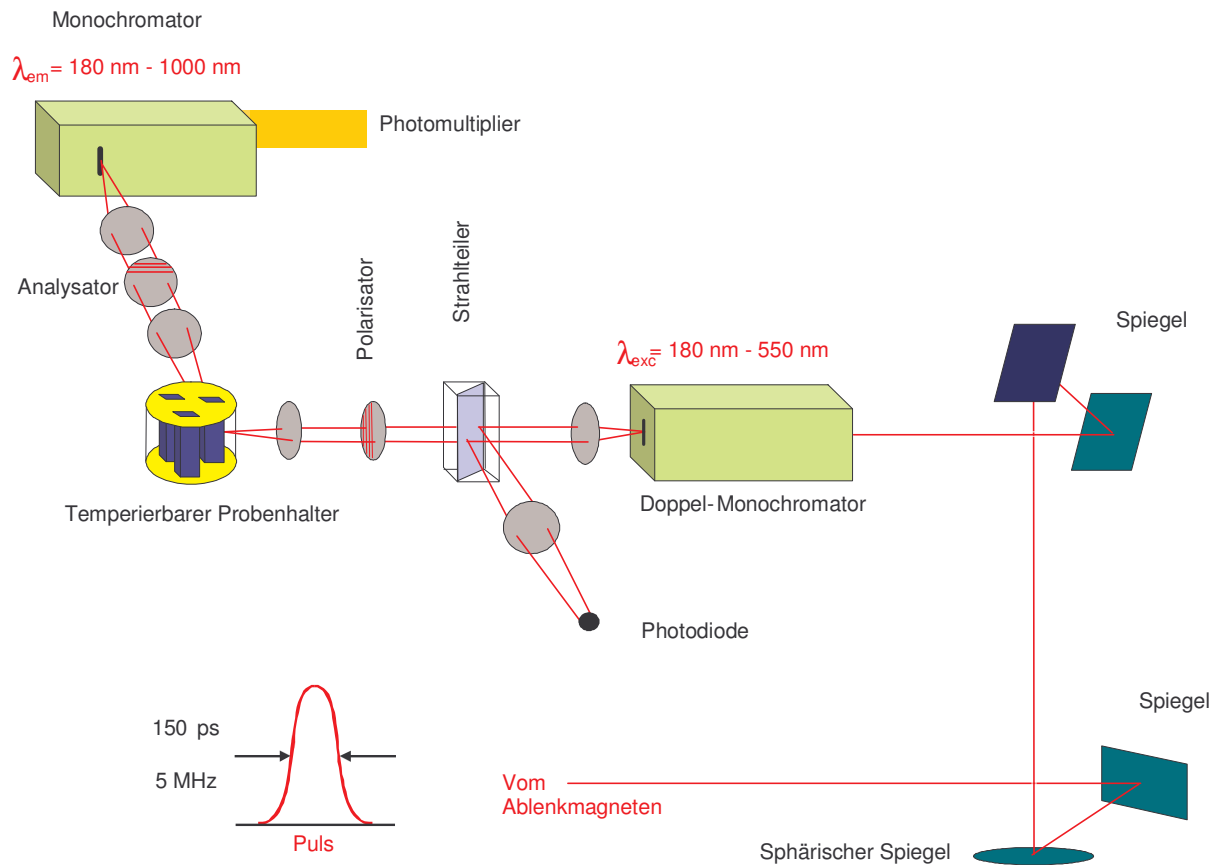 Monochromator
λem= 180 nm - 1000 nm
Photomultiplier
Analysator
Polarisator
Strahlteiler
λexc= 180 nm - 550 nm
Spiegel
Temperierbarer Probenhalter
Doppel-Monochromator
Photodiode
150 ps
5 MHz
Puls
Vom
Ablenkmagneten
Spiegel
Sphärischer Spiegel